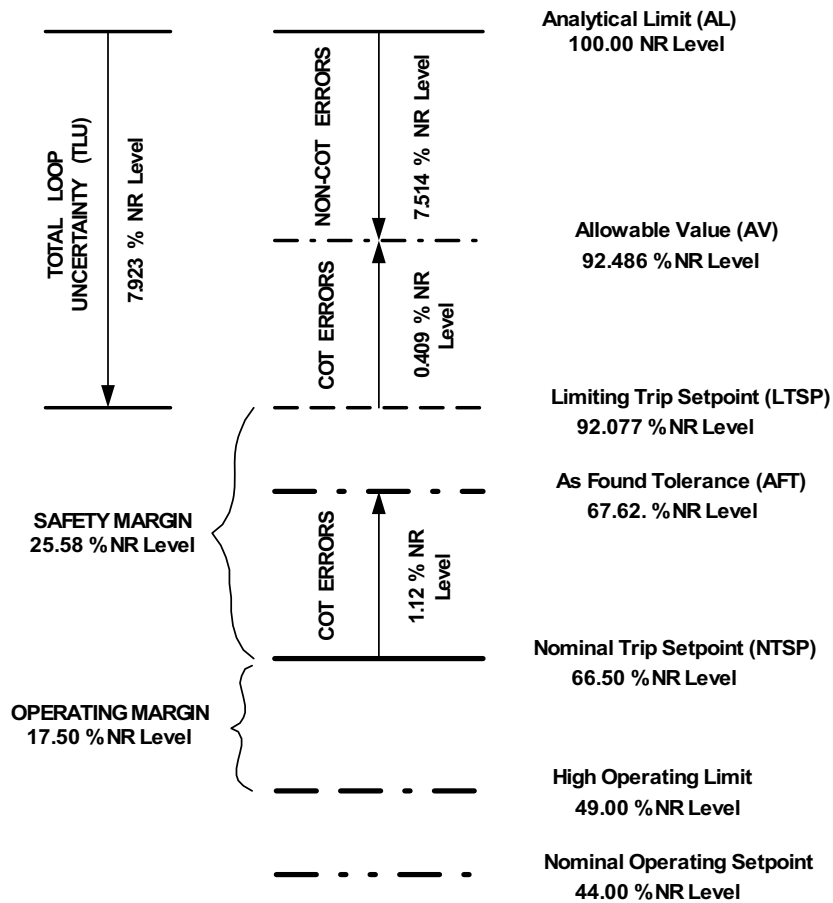 Analytical Limit (AL)
100.00 NR Level
TOTAL LOOP
UNCERTAINTY (TLU)
7.923 % NR Level
NON-COT ERRORS
7.514 % NR Level
Allowable Value (AV)
92.486 %NR Level
COT ERRORS
0.409 % NR
Level
Limiting Trip Setpoint (LTSP)
92.077 %NR Level
As Found Tolerance (AFT)
67.62. %NR Level
SAFETY MARGIN
25.58 %NR Level
COT ERRORS
1.12 % NR
Level
Nominal Trip Setpoint (NTSP)
66.50 %NR Level
OPERATING MARGIN
17.50 %NR Level
High Operating Limit
49.00 %NR Level
Nominal Operating Setpoint
44.00 %NR Level